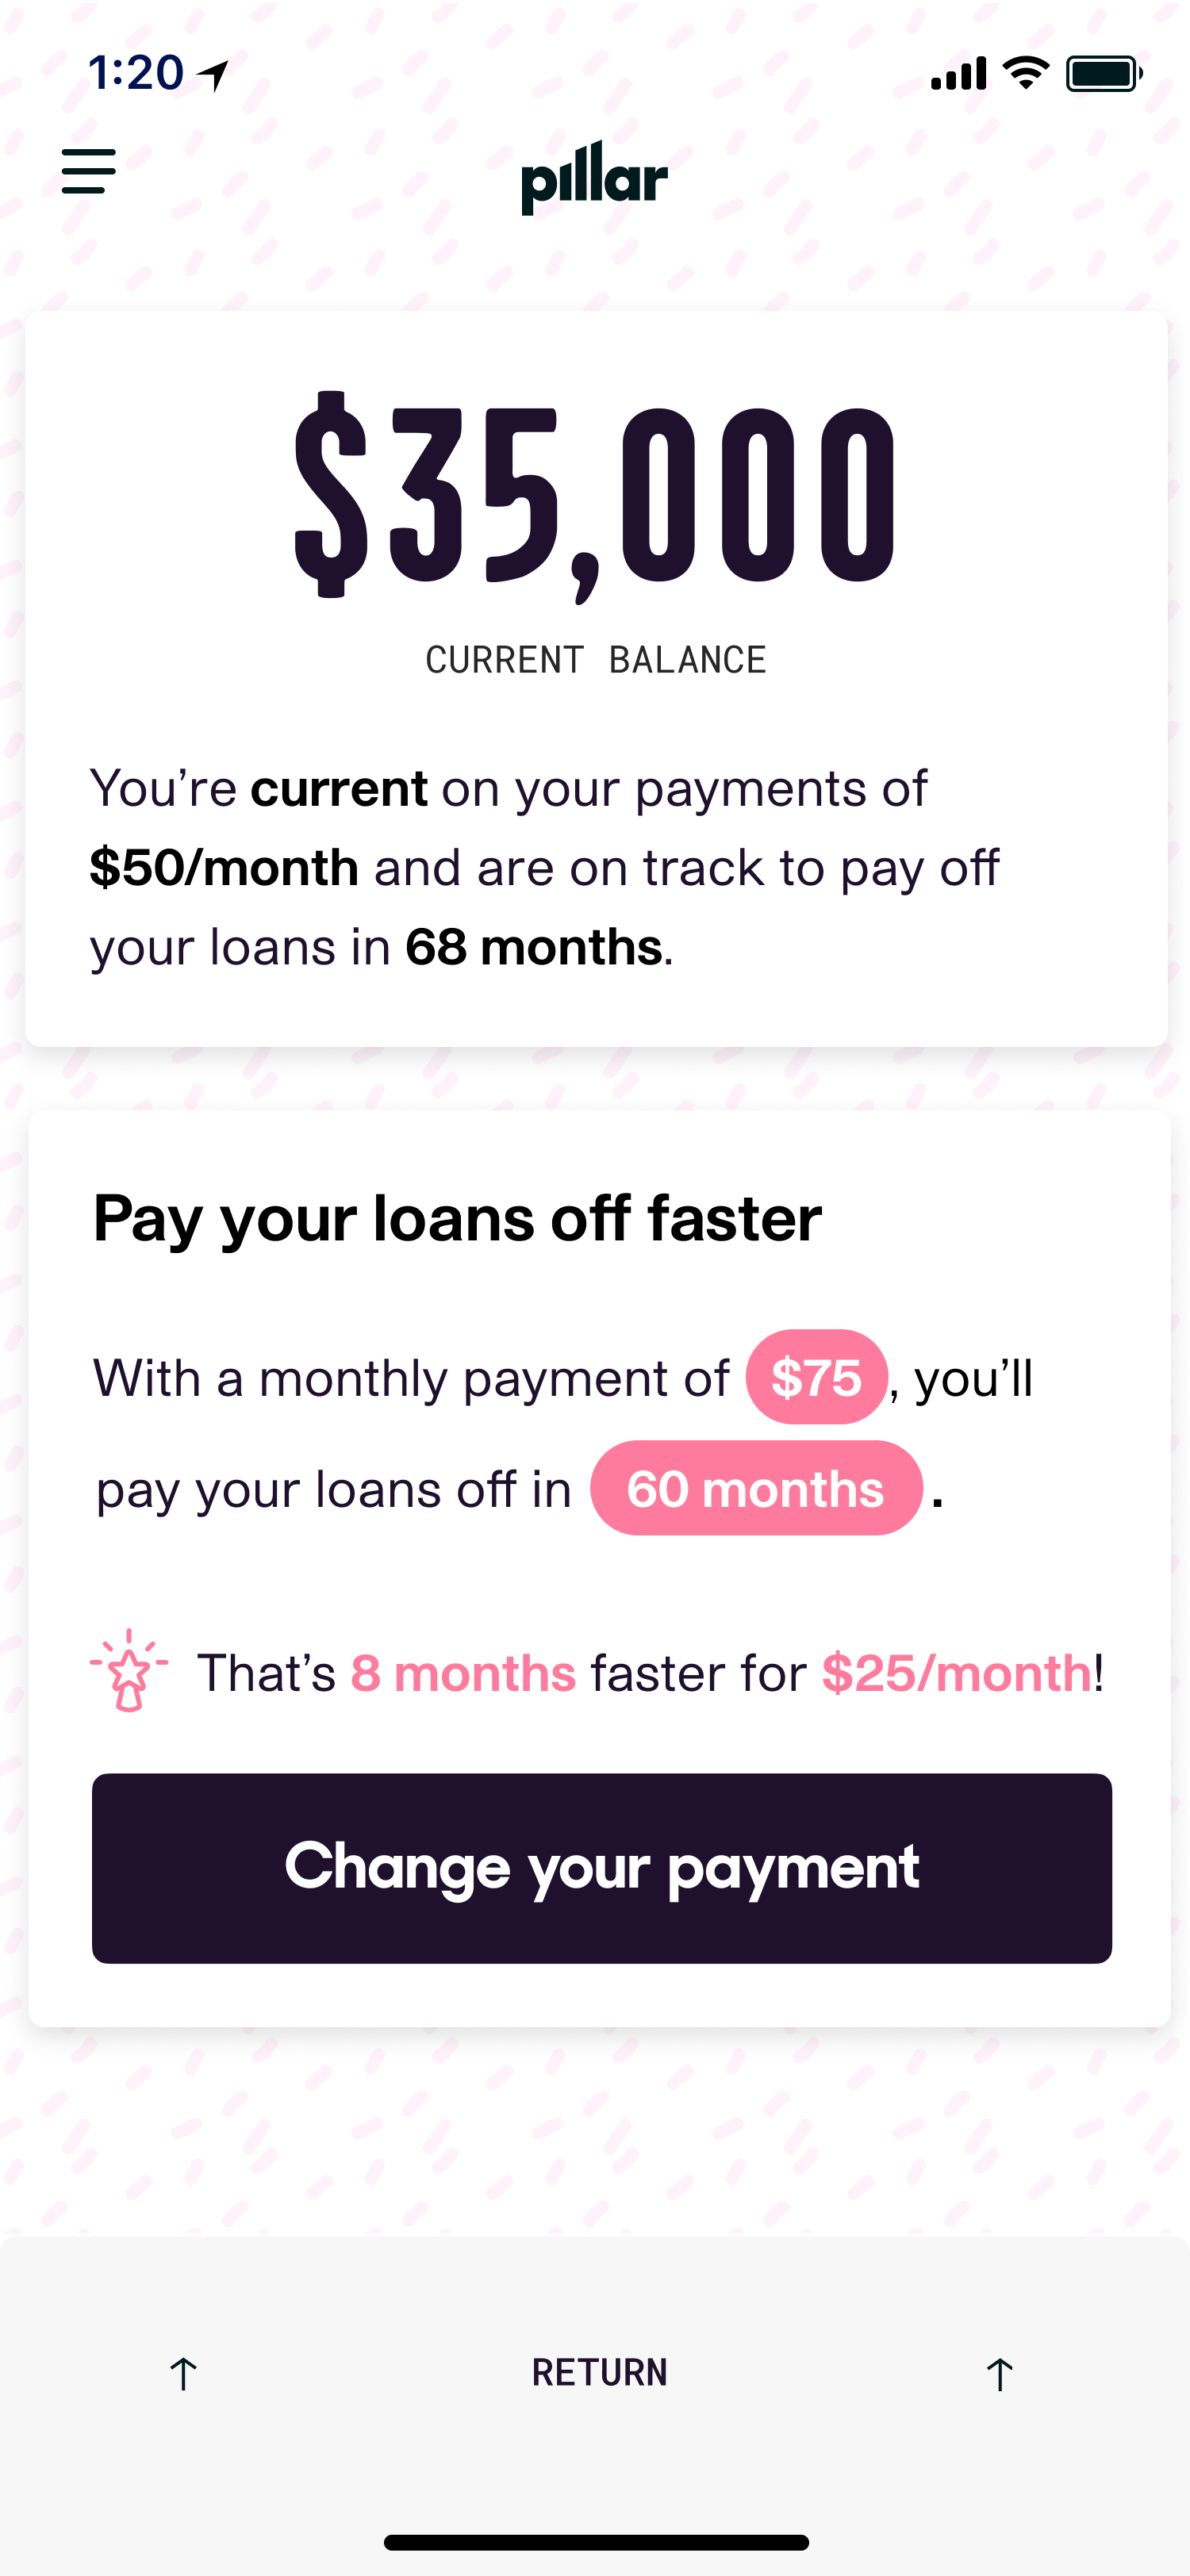 1:20
pillar
$35,000
CURRENT BALANCE
You’re current on your payments of
$50/month and are on track to pay off
your loans in 68 months.
Pay your loans off faster
With a monthly payment of $75, you’ll
pay your loans off in 60 months.
That’s 8 months faster for $25/month!
Change your payment
↑ RETURN ↑